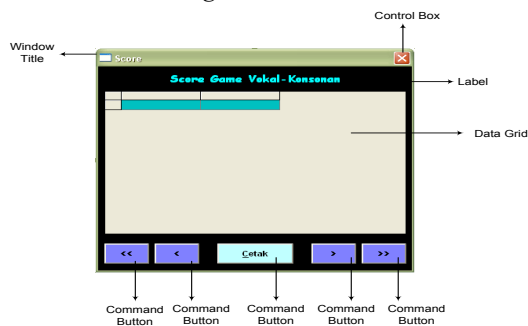 Control Box
Window
Title
Score
Score Game Vokal-Konsonan
Label
Data Grid
<<
<
Cetak
>
>>
Command
Button
Command
Button
Command
Button
Command
Button
Command
Button